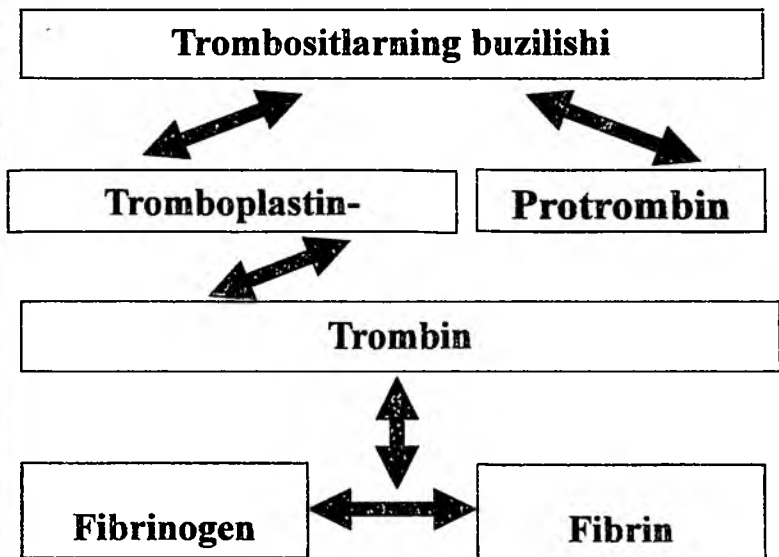 Trombositlarning buzilishi
Tromboplastin-
Protrombin
Trombin
Fibrinogen
Fibrin